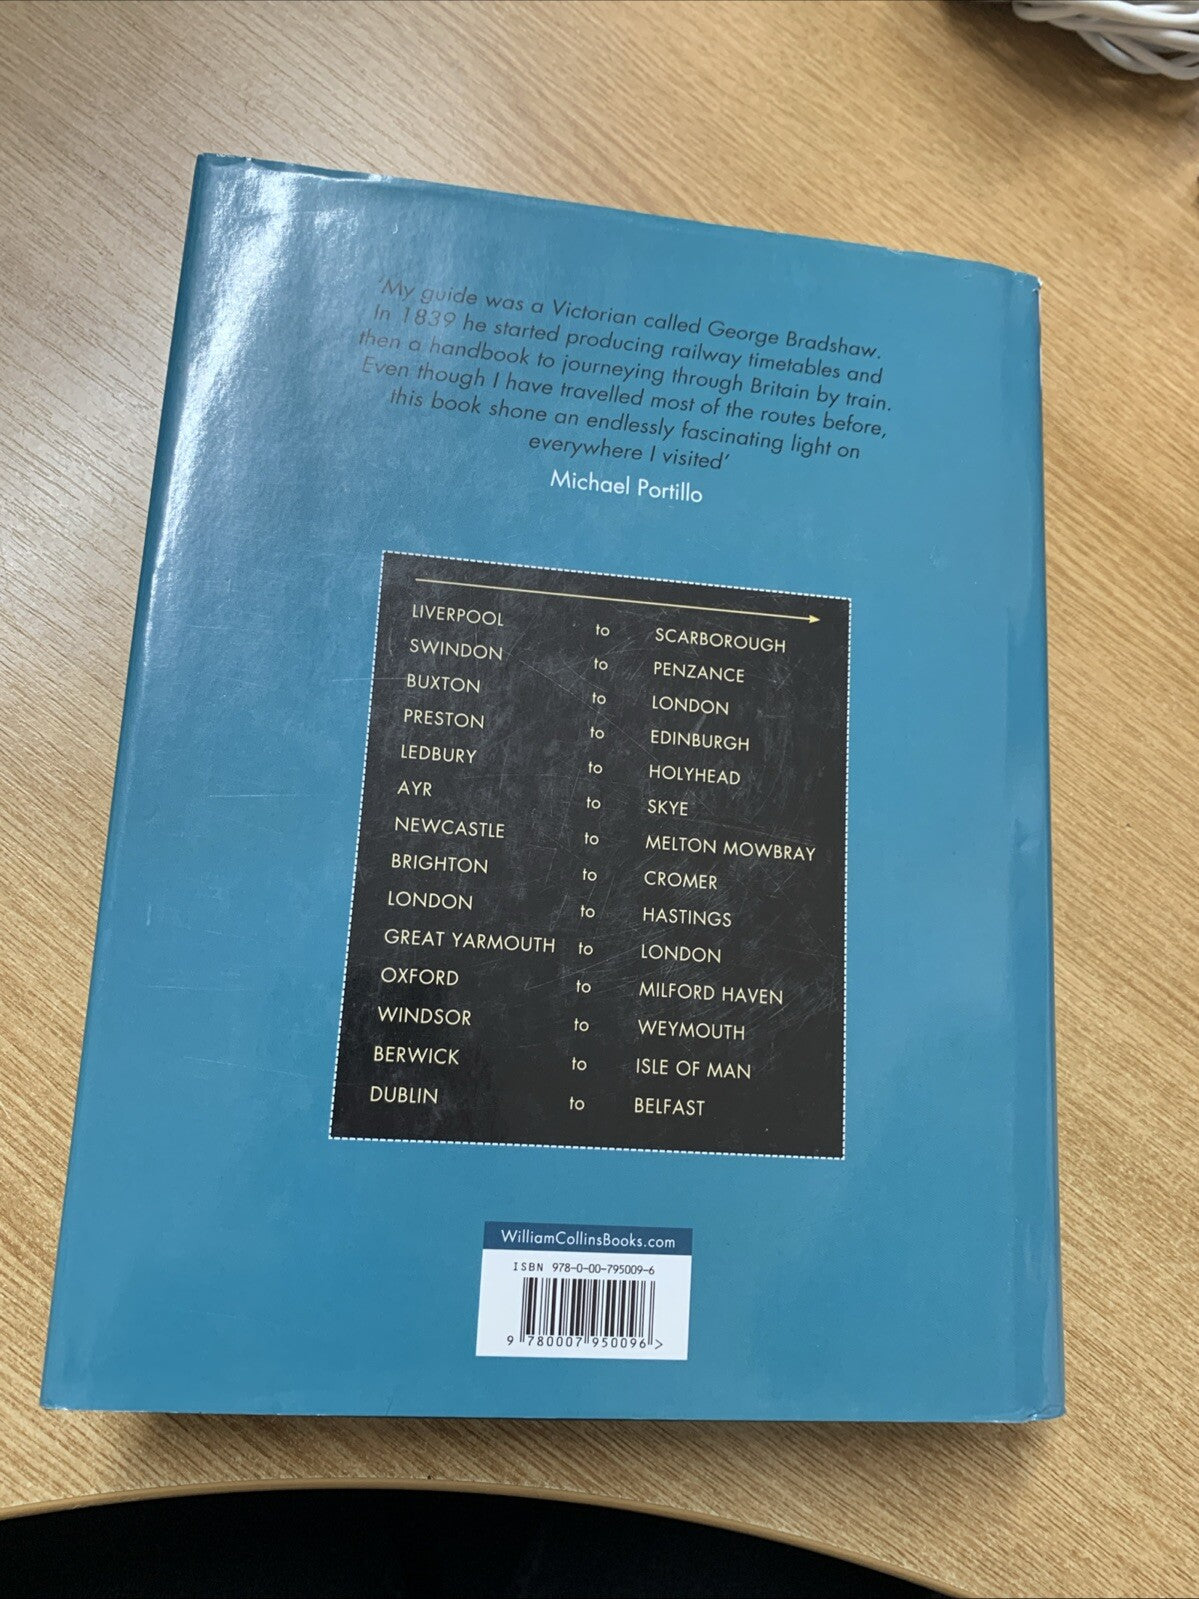 ‘My guide was a Victorian called George Bradshaw.
In 1839 he started producing railway timetables and
then a handbook to journeying through Britain by train.
Even though I have travelled most of the routes before,
this book shone an endlessly fascinating light on
everywhere I visited’
Michael Portillo
LIVERPOOL to SCARBOROUGH
SWINDON to PENZANCE
BUXTON to LONDON
PRESTON to EDINBURGH
LEDBURY to HOLYHEAD
AYR to SKYE
NEWCASTLE to MELTON MOWBRAY
BRIGHTON to CROMER
LONDON to HASTINGS
GREAT YARMOUTH to LONDON
OXFORD to MILFORD HAVEN
WINDSOR to WEYMOUTH
BERWICK to ISLE OF MAN
DUBLIN to BELFAST
WilliamCollinsBooks.com
ISBN 978-0-00-795009-6
9 780007 950096 >